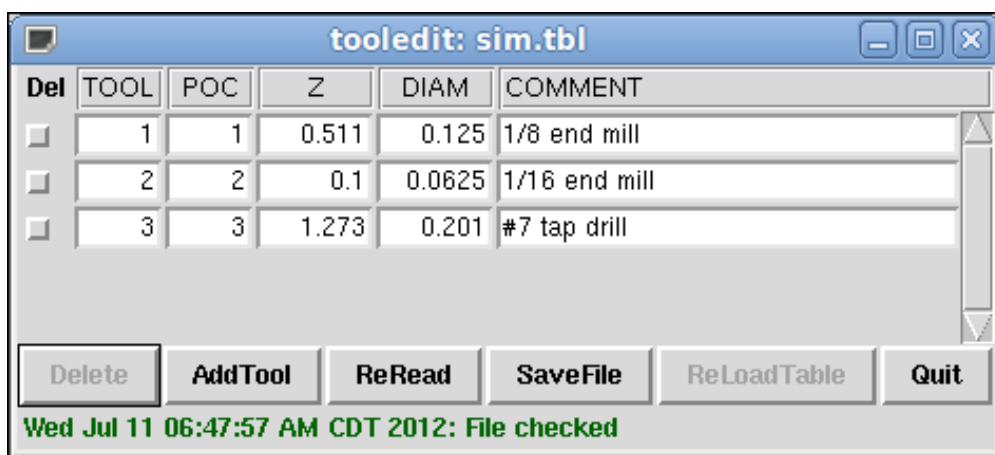 tooledit: sim.tbl
Del TOOL POC Z DIAM COMMENT
1 1 0.511 0.125 1/8 end mill
2 2 0.1 0.0625 1/16 end mill
3 3 1.273 0.201 #7 tap drill
Delete AddTool ReRead SaveFile ReLoadTable Quit
Wed Jul 11 06:47:57 AM CDT 2012: File checked